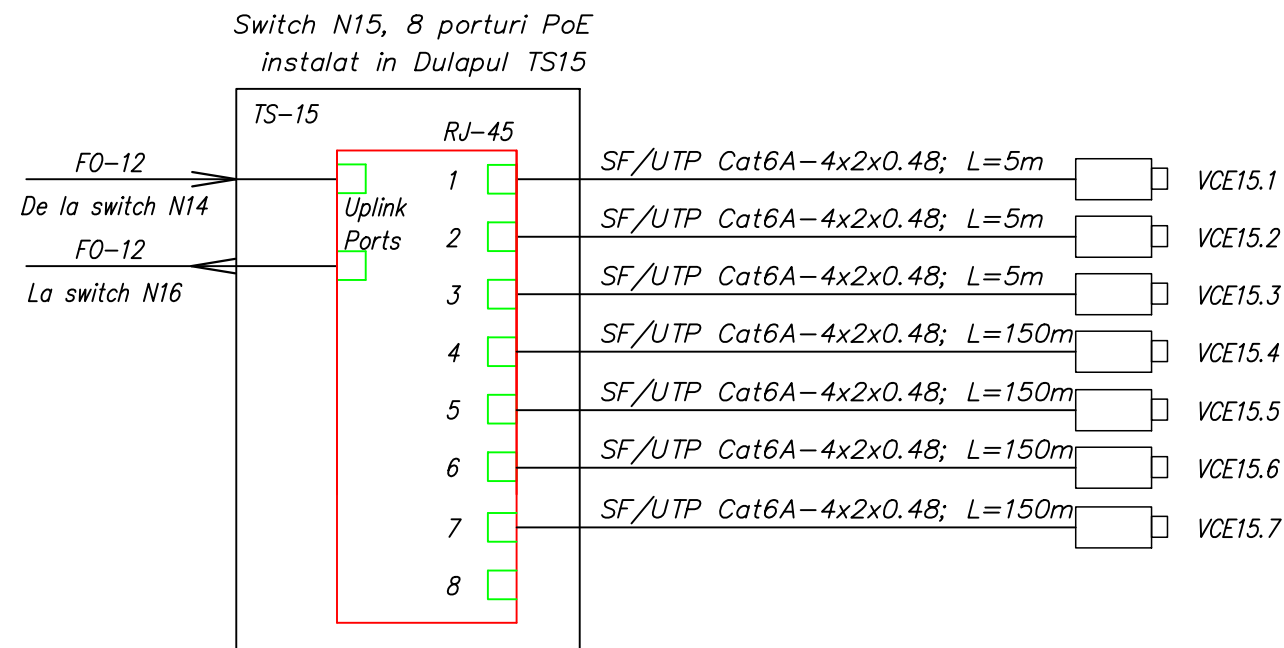 Switch N15, 8 porturi PoE
instalat in Dulapul TS15
TS-15
RJ-45
FO-12
De la switch N14
FO-12
La switch N16
Uplink
Ports
1
SF/UTP Cat6A-4x2x0.48; L=5m
VCE15.1
2
SF/UTP Cat6A-4x2x0.48; L=5m
VCE15.2
3
SF/UTP Cat6A-4x2x0.48; L=5m
VCE15.3
4
SF/UTP Cat6A-4x2x0.48; L=150m
VCE15.4
5
SF/UTP Cat6A-4x2x0.48; L=150m
VCE15.5
6
SF/UTP Cat6A-4x2x0.48; L=150m
VCE15.6
7
SF/UTP Cat6A-4x2x0.48; L=150m
VCE15.7
8